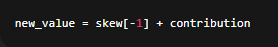 new_value = skew[-1] + contribution